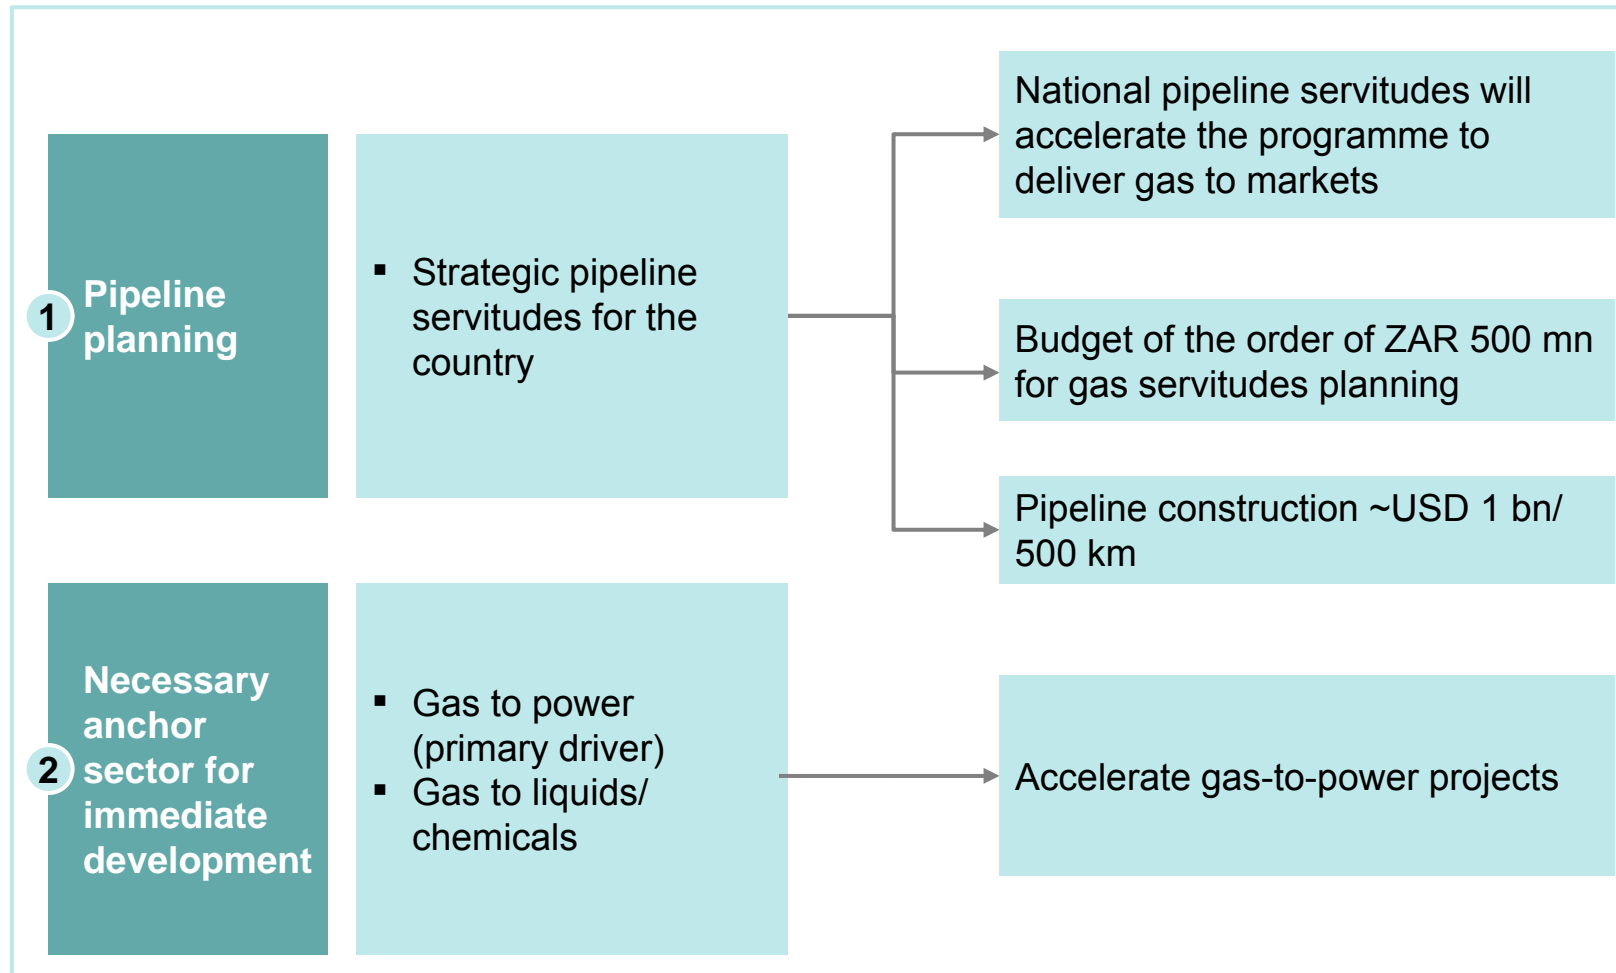 1
Pipeline
planning
▪ Strategic pipeline
servitudes for the
country
National pipeline servitudes will
accelerate the programme to
deliver gas to markets
Budget of the order of ZAR 500 mn
for gas servitudes planning
Pipeline construction ~USD 1 bn/
500 km
2
Necessary
anchor
sector for
immediate
development
▪ Gas to power
(primary driver)
▪ Gas to liquids/
chemicals
Accelerate gas-to-power projects